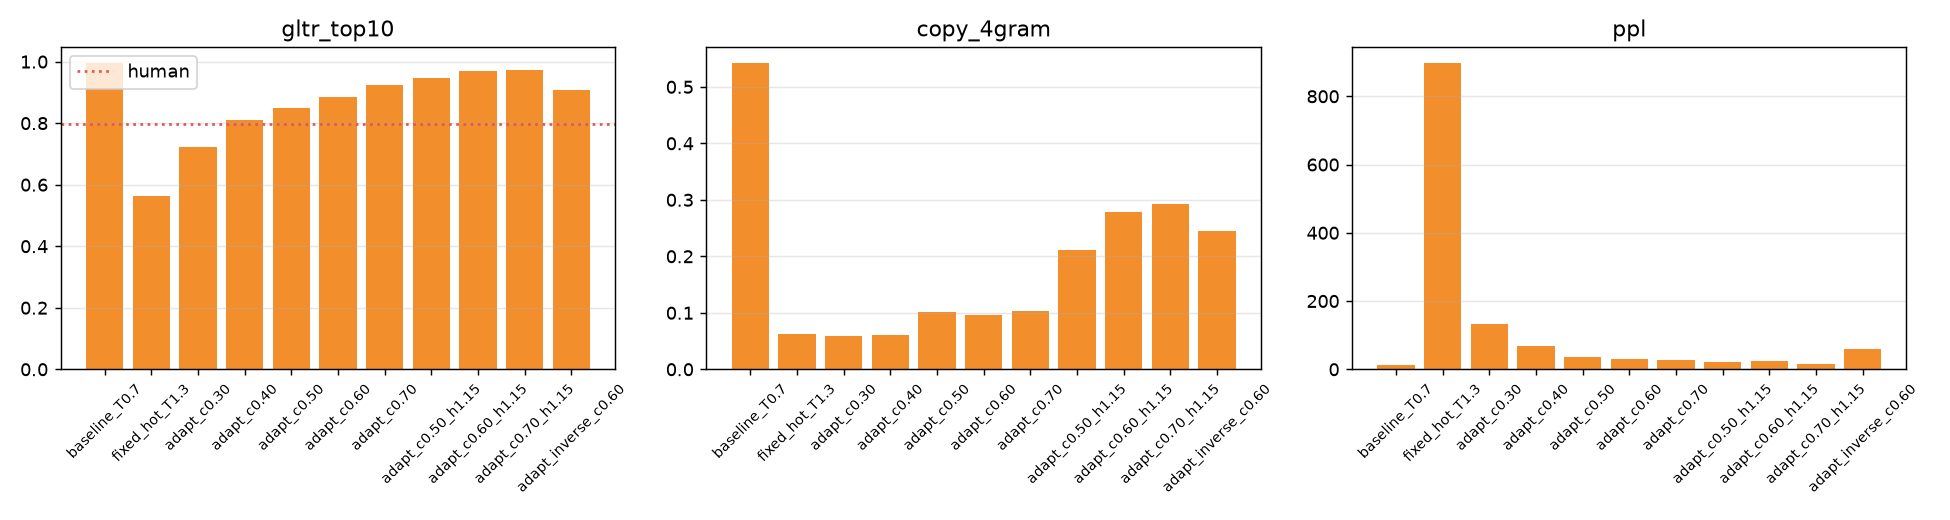 gltr_top10
human
1.0
0.8
0.6
0.4
0.2
0.0
baseline_T0.7
fixed_hot_T1.3
adapt_c0.30
adapt_c0.40
adapt_c0.50
adapt_c0.60
adapt_c0.70
adapt_c0.50_h1.15
adapt_c0.60_h1.15
adapt_c0.70_h1.15
adapt_inverse_c0.60
copy_4gram
0.5
0.4
0.3
0.2
0.1
0.0
baseline_T0.7
fixed_hot_T1.3
adapt_c0.30
adapt_c0.40
adapt_c0.50
adapt_c0.60
adapt_c0.70
adapt_c0.50_h1.15
adapt_c0.60_h1.15
adapt_c0.70_h1.15
adapt_inverse_c0.60
ppl
800
600
400
200
0
baseline_T0.7
fixed_hot_T1.3
adapt_c0.30
adapt_c0.40
adapt_c0.50
adapt_c0.60
adapt_c0.70
adapt_c0.50_h1.15
adapt_c0.60_h1.15
adapt_c0.70_h1.15
adapt_inverse_c0.60